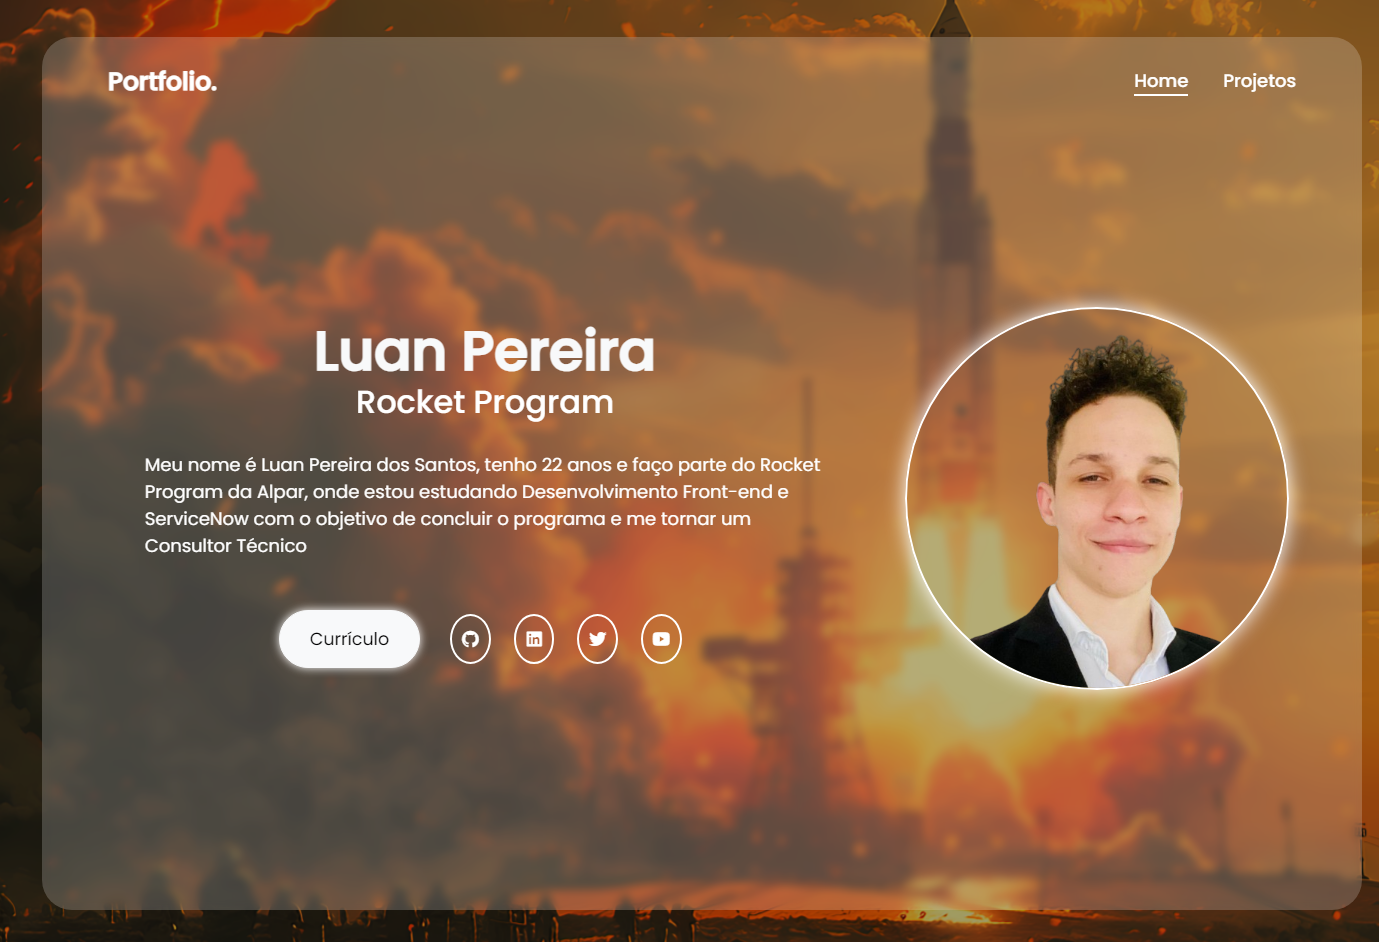 Portfolio.
Home
Projetos
Luan Pereira
Rocket Program
Meu nome é Luan Pereira dos Santos, tenho 22 anos e faço parte do Rocket
Program da Alpar, onde estou estudando Desenvolvimento Front-end e
ServiceNow com o objetivo de concluir o programa e me tornar um
Consultor Técnico
Currículo